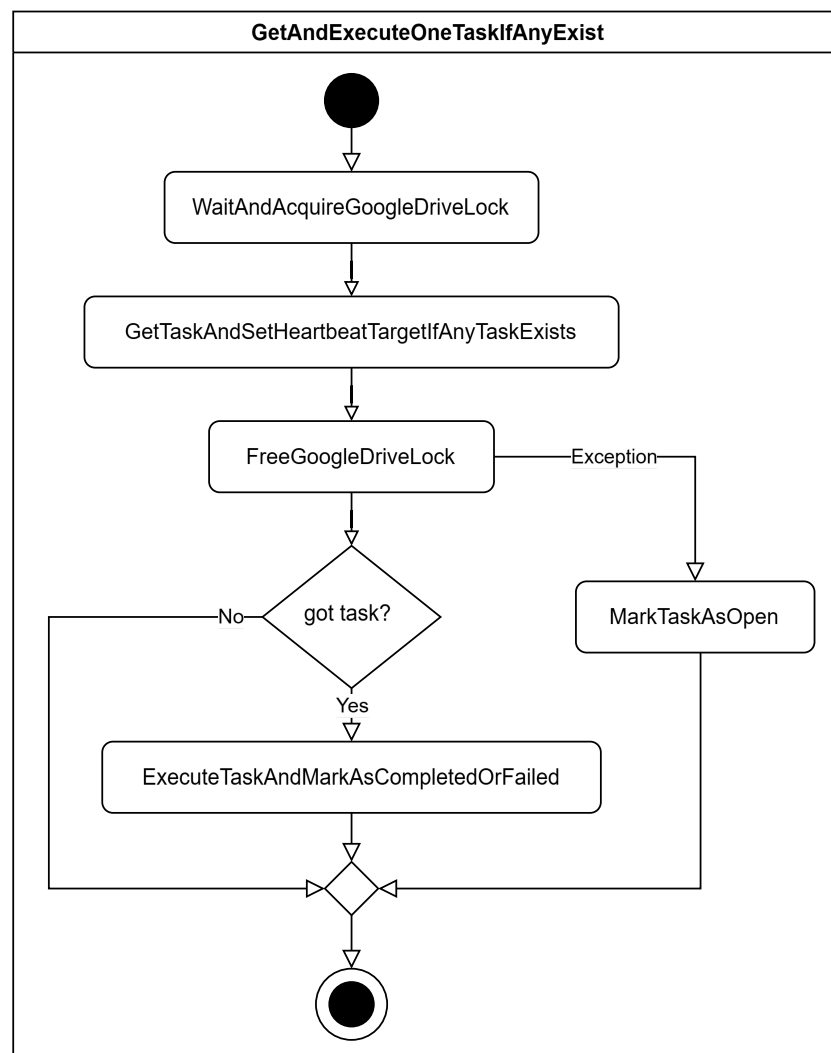 GetAndExecuteOneTaskIfAnyExist
WaitAndAcquireGoogleDriveLock
GetTaskAndSetHeartbeatTargetIfAnyTaskExists
FreeGoogleDriveLock
Exception
got task?
No
MarkTaskAsOpen
Yes
ExecuteTaskAndMarkAsCompletedOrFailed